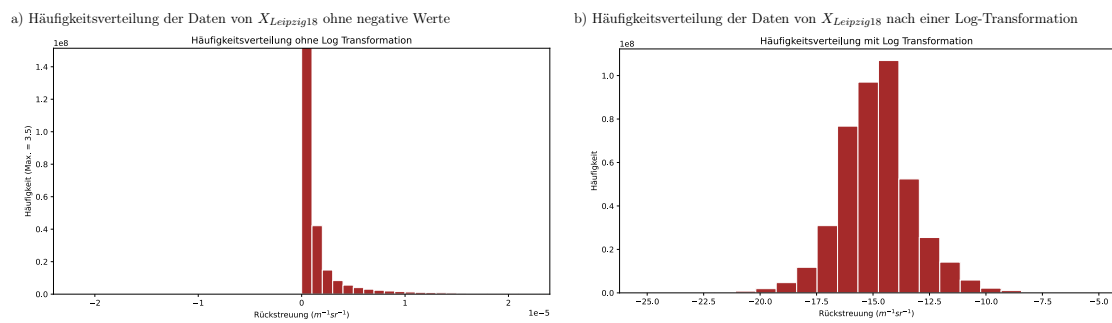 a) Häufigkeitsverteilung der Daten von X_Leipzig18 ohne negative Werte
Häufigkeitsverteilung ohne Log Transformation
1e8
Häufigkeit (Max. = 3.5)
1.4
1.2
1.0
0.8
0.6
0.4
0.2
0.0
−2
−1
0
1
2
1e−5
Rückstreuung (m⁻¹sr⁻¹)
b) Häufigkeitsverteilung der Daten von X_Leipzig18 nach einer Log-Transformation
Häufigkeitsverteilung mit Log Transformation
1e8
Häufigkeit
1.0
0.8
0.6
0.4
0.2
0.0
−25.0
−22.5
−20.0
−17.5
−15.0
−12.5
−10.0
−7.5
−5.0
Rückstreuung (m⁻¹sr⁻¹)